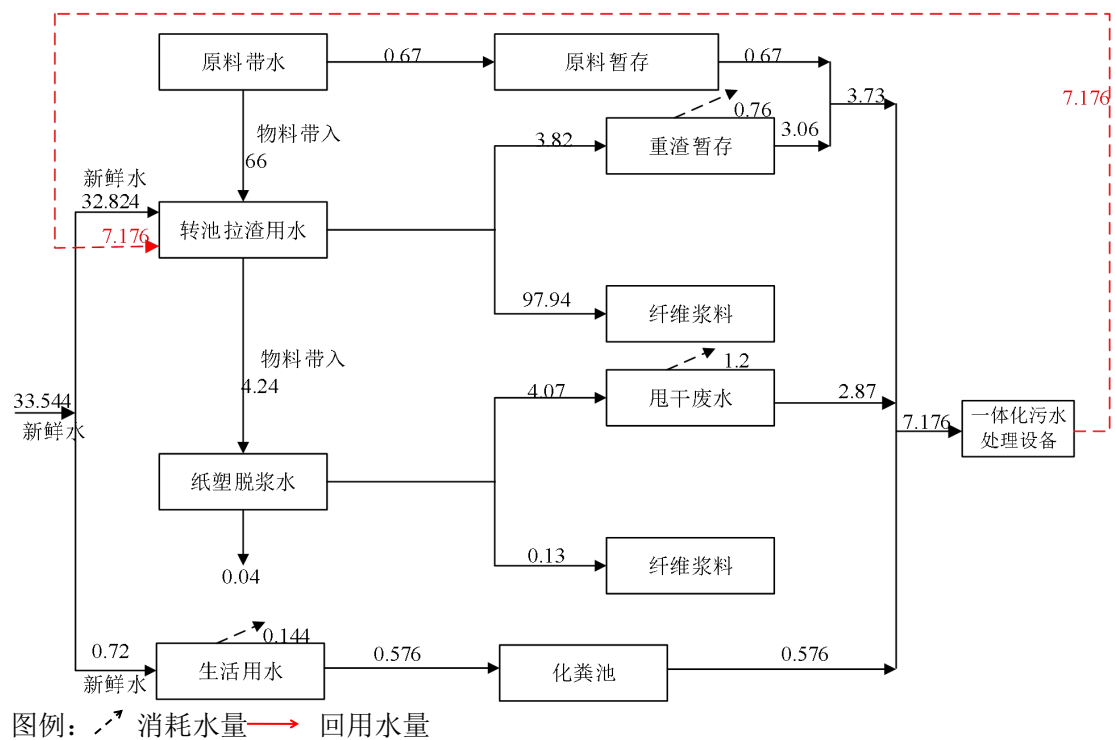 原料带水
0.67
原料暂存
0.67
7.176
物料带入
66
0.76
3.73
3.82
重渣暂存
3.06
新鲜水
32.824
7.176
转池拉渣用水
97.94
纤维浆料
物料带入
4.24
1.2
33.544
新鲜水
4.07
甩干废水
2.87
7.176
一体化污水
处理设备
纸塑脱浆水
0.13
纤维浆料
0.04
0.72
新鲜水
0.144
生活用水
0.576
化粪池
0.576
图例：
消耗水量
回用水量